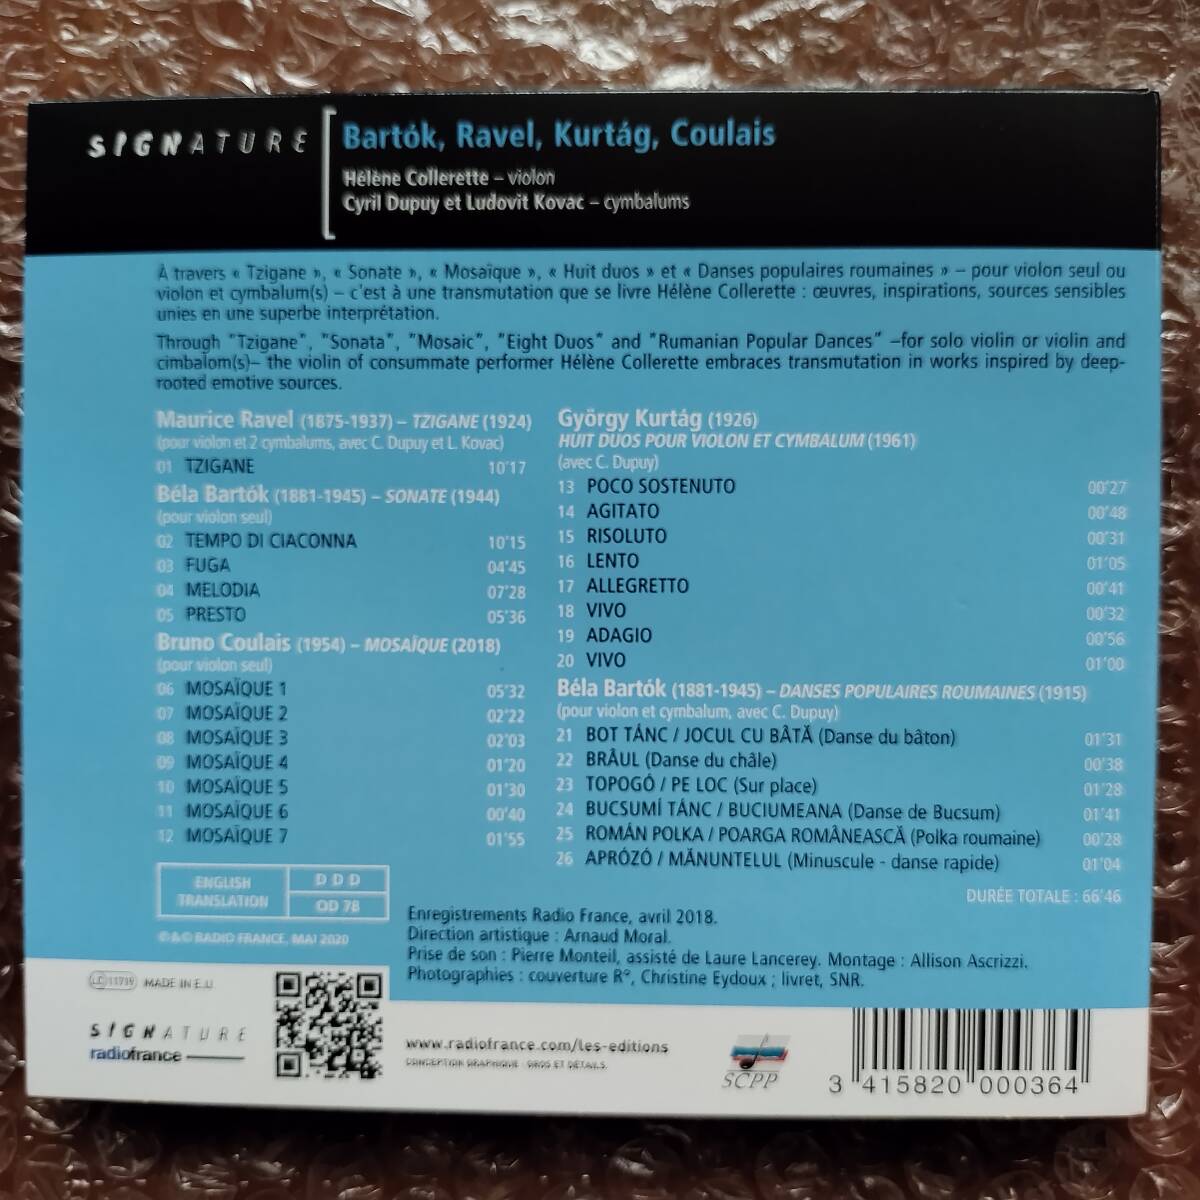 SIGNATURE
Bartók, Ravel, Kurtág, Coulais
Hélène Collerette – violon
Cyril Dupuy et Ludovit Kovac – cymbalums
À travers « Tzigane », « Sonate », « Mosaïque », « Huit duos » et « Danses populaires roumaines » – pour violon seul ou
violon et cymbalum(s) – c'est à une transmutation que se livre Hélène Collerette : œuvres, inspirations, sources sensibles
unies en une superbe interprétation.
Through "Tzigane", "Sonata", "Mosaic", "Eight Duos" and "Rumanian Popular Dances" –for solo violin or violin and
cimbalom(s)– the violin of consummate performer Hélène Collerette embraces transmutation in works inspired by deep-
rooted emotive sources.
Maurice Ravel (1875-1937) – TZIGANE (1924)
(pour violon et 2 cymbalums, avec C. Dupuy et L. Kovac)
01 TZIGANE 10'17
Béla Bartók (1881-1945) – SONATE (1944)
(pour violon seul)
02 TEMPO DI CIACONNA 10'15
03 FUGA 04'45
04 MELODIA 07'28
05 PRESTO 05'36
Bruno Coulais (1954) – MOSAÏQUE (2018)
(pour violon seul)
06 MOSAÏQUE 1 05'32
07 MOSAÏQUE 2 02'22
08 MOSAÏQUE 3 02'03
09 MOSAÏQUE 4 01'20
10 MOSAÏQUE 5 01'30
11 MOSAÏQUE 6 00'40
12 MOSAÏQUE 7 01'55
György Kurtág (1926)
HUIT DUOS POUR VIOLON ET CYMBALUM (1961)
(avec C. Dupuy)
13 POCO SOSTENUTO 00'27
14 AGITATO 00'48
15 RISOLUTO 00'31
16 LENTO 01'05
17 ALLEGRETTO 00'41
18 VIVO 00'32
19 ADAGIO 00'56
20 VIVO 01'00
Béla Bartók (1881-1945) – DANSES POPULAIRES ROUMAINES (1915)
(pour violon et cymbalum, avec C. Dupuy)
21 BOT TÁNC / JOCUL CU BÂTĂ (Danse du bâton) 01'31
22 BRÂUL (Danse du châle) 00'38
23 TOPOGÓ / PE LOC (Sur place) 01'28
24 BUCSUMÍ TÁNC / BUCIUMEANA (Danse de Bucsum) 01'41
25 ROMÁN POLKA / POARGA ROMÂNEASCĂ (Polka roumaine) 00'28
26 APRÓZÓ / MĂNUNTELUL (Minuscule - danse rapide) 01'04
DURÉE TOTALE : 66'46
ENGLISH
TRANSLATION
D D D
OD 78
℗ & © RADIO FRANCE, MAI 2020
Enregistrements Radio France, avril 2018.
Direction artistique : Arnaud Moral.
Prise de son : Pierre Monteil, assisté de Laure Lancerey. Montage : Allison Ascrizzi.
Photographies : couverture R°, Christine Eydoux ; livret, SNR.
LC 11719 MADE IN E.U.
SIGNATURE
radiofrance
www.radiofrance.com/les-editions
CONCEPTION GRAPHIQUE : GROS ET DÉTAILS.
SCPP
3 415820 000364